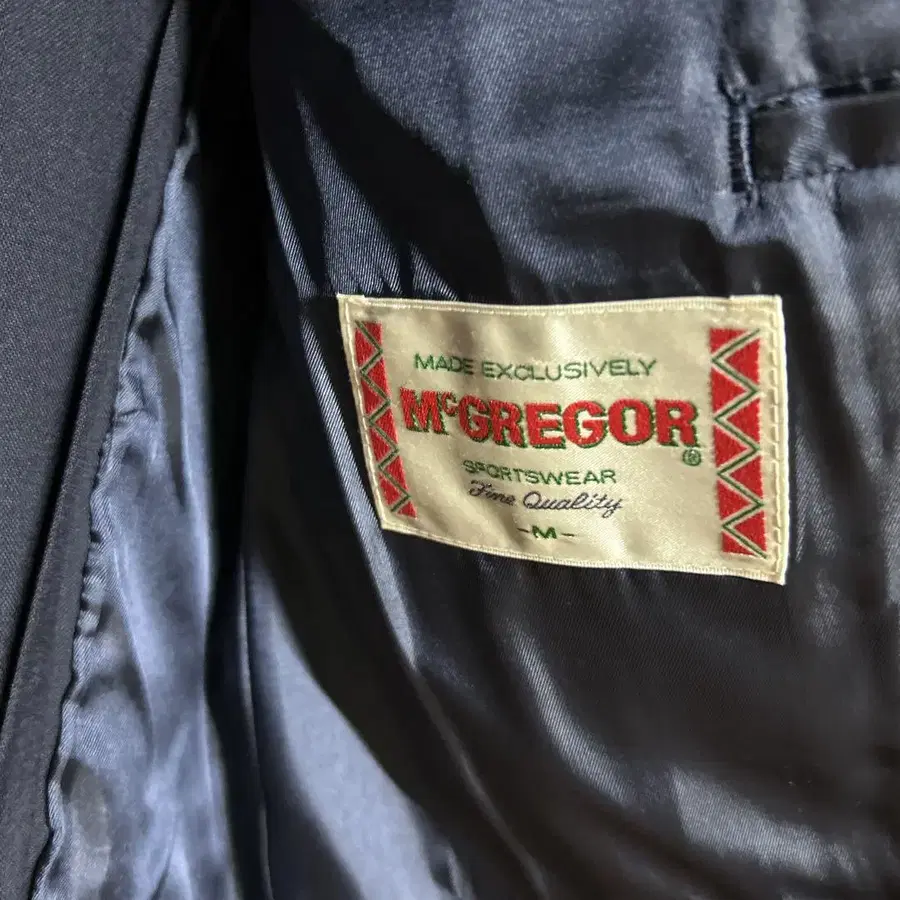 MADE EXCLUSIVELY
McGREGOR®
SPORTSWEAR
Fine Quality
-M-